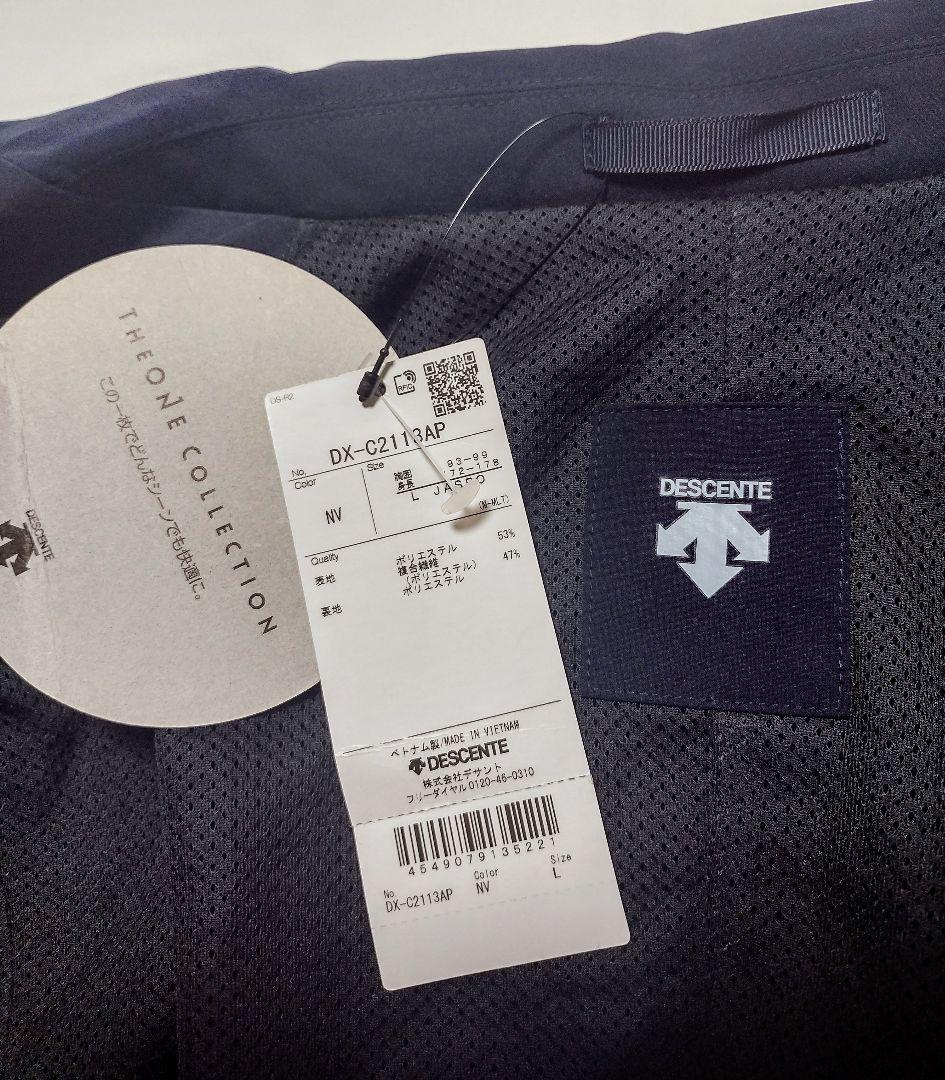 THE ONE COLLECTION
この一枚でどんなシーンでも快適に。
DESCENTE
DS-R2
RFID
No. DX-C2113AP
Color
NV
Size
胸囲 93-99
身長 172-178
L
(M-MLT)
Quality
表地 ポリエステル 53%
複合繊維 47%
(ポリエステル)
裏地 ポリエステル
ベトナム製/MADE IN VIETNAM
DESCENTE
株式会社デサント
フリーダイヤル 0120-46-0310
4549079135221
No. Color Size
DX-C2113AP NV L
DESCENTE